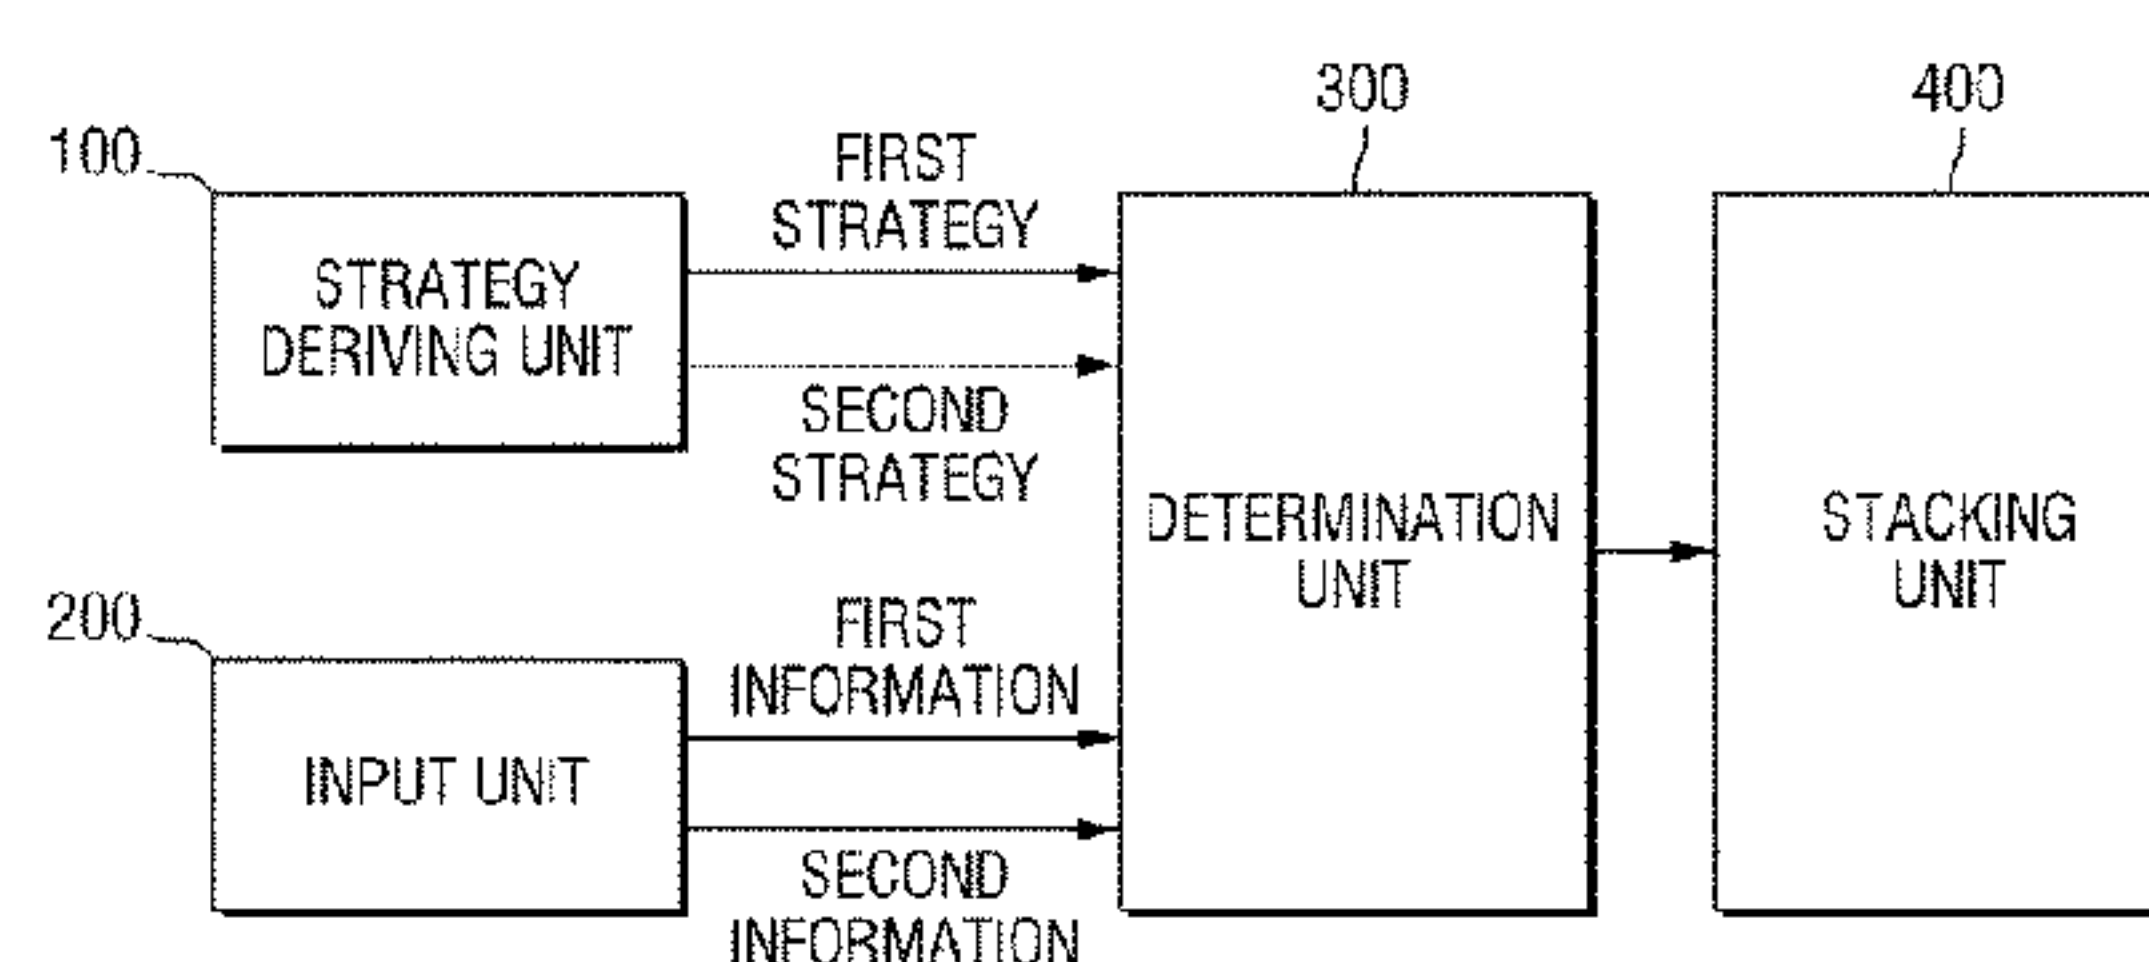 300
400
100
FIRST
STRATEGY
STRATEGY
DERIVING UNIT
SECOND
STRATEGY
DETERMINATION
UNIT
STACKING
UNIT
200
FIRST
INFORMATION
INPUT UNIT
SECOND
INFORMATION